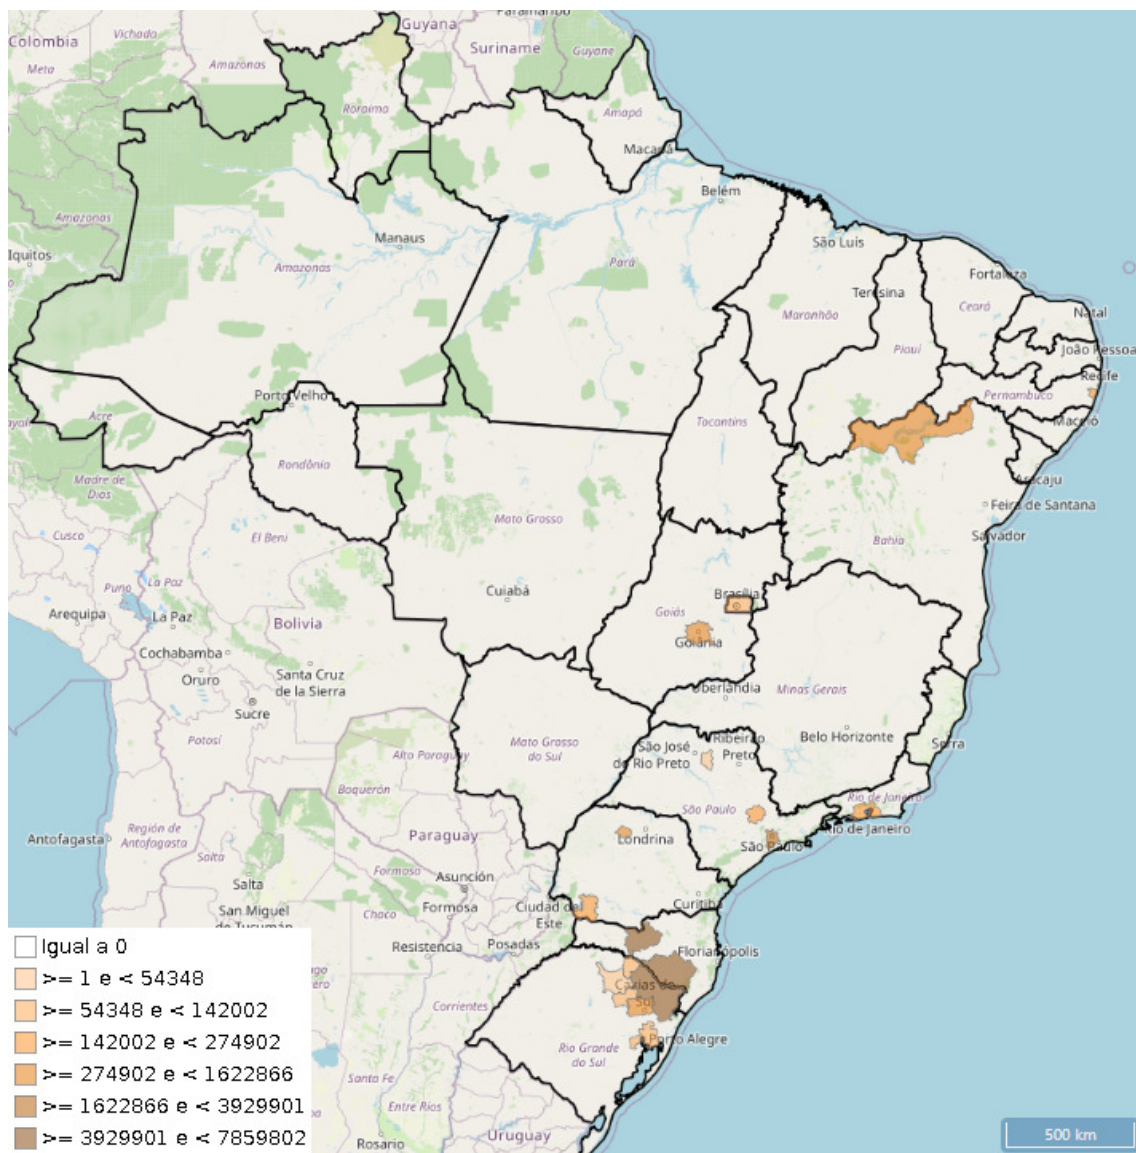 Paramaribo
Guyana
Vichada
Colombia
Suriname
Guyane
Meta
Amazonas
Roraima
Amapá
Macapá
Belém
Amazonas
Manaus
São Luís
Iquitos
Amazonas
Pará
Fortaleza
Teresina
Ceará
Natal
Maranhão
Piauí
João Pessoa
Recife
Porto Velho
Pernambuco
Acre
Tocantins
Maceió
Rondônia
Madre de
Dios
Aracaju
Feira de Santana
Mato Grosso
Cusco
El Beni
Bahia
Salvador
Puno
La Paz
Cuiabá
Brasília
Arequipa
La Paz
Goiás
Bolivia
Goiânia
Cochabamba
Santa Cruz
de la Sierra
Oruro
Uberlândia
Minas Gerais
Sucre
Potosí
Alto Paraguay
Mato Grosso
do Sul
São José
do Rio Preto
Ribeirão
Preto
Belo Horizonte
Serra
Boquerón
Rio de Janeiro
São Paulo
Antofagasta
Región de
Antofagasta
Paraguay
Londrina
São Paulo
Rio de Janeiro
Salta
Formosa
Asunción
Salta
San Miguel
de Tucumán
Chaco
Formosa
Ciudad del
Este
Curitiba
Resistencia
Posadas
Florianópolis
Caxias do
Sul
Corrientes
Porto Alegre
Rio Grande
do Sul
Santa Fe
Entre Ríos
Rosario
Uruguay
Igual a 0
>= 1 e < 54348
>= 54348 e < 142002
>= 142002 e < 274902
>= 274902 e < 1622866
>= 1622866 e < 3929901
>= 3929901 e < 7859802
500 km